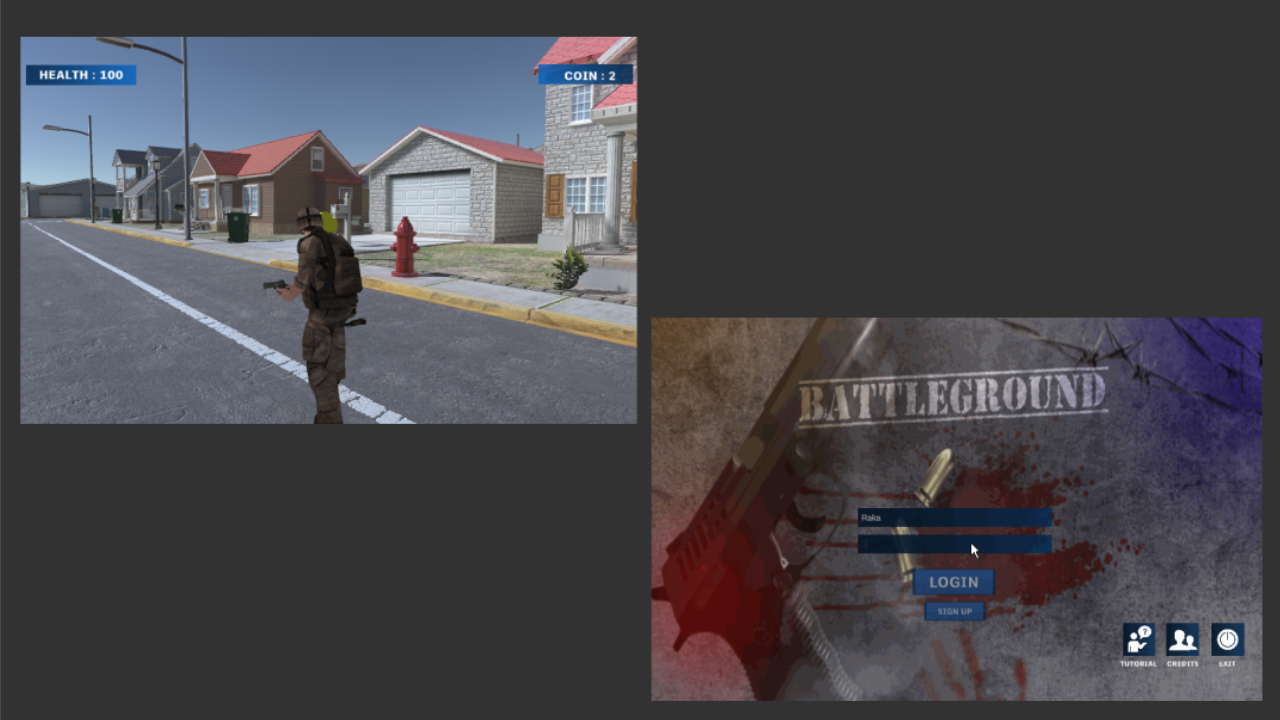 HEALTH : 100
COIN : 2
BATTLEGROUND
Raka
LOGIN
SIGN UP
TUTORIAL
CREDITS
EXIT